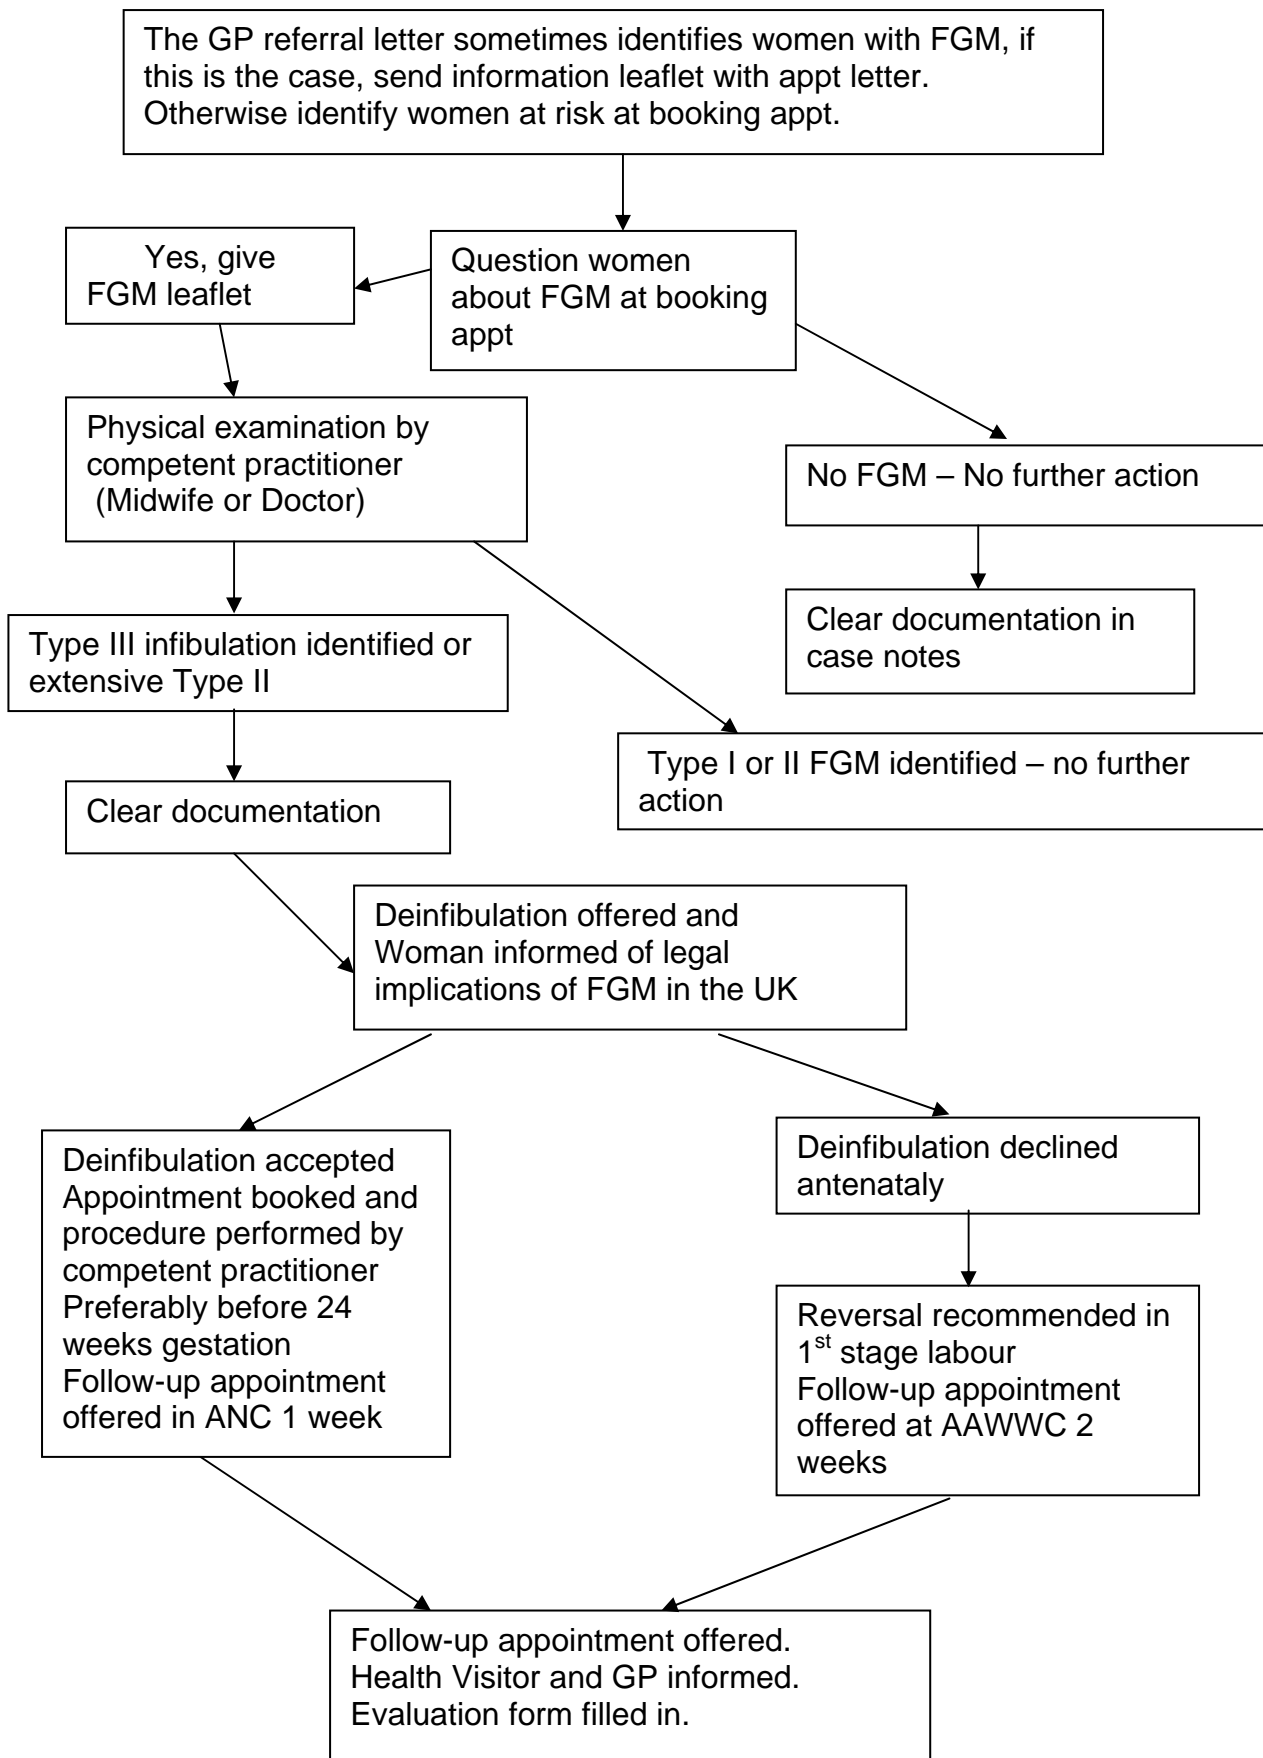 The GP referral letter sometimes identifies women with FGM, if
this is the case, send information leaflet with appt letter.
Otherwise identify women at risk at booking appt.
Yes, give
FGM leaflet
Question women
about FGM at booking
appt
Physical examination by
competent practitioner
(Midwife or Doctor)
No FGM – No further action
Clear documentation in
case notes
Type III infibulation identified or
extensive Type II
Type I or II FGM identified – no further
action
Clear documentation
Deinfibulation offered and
Woman informed of legal
implications of FGM in the UK
Deinfibulation accepted
Appointment booked and
procedure performed by
competent practitioner
Preferably before 24
weeks gestation
Follow-up appointment
offered in ANC 1 week
Deinfibulation declined
antenataly
Reversal recommended in
1st stage labour
Follow-up appointment
offered at AAWWC 2
weeks
Follow-up appointment offered.
Health Visitor and GP informed.
Evaluation form filled in.